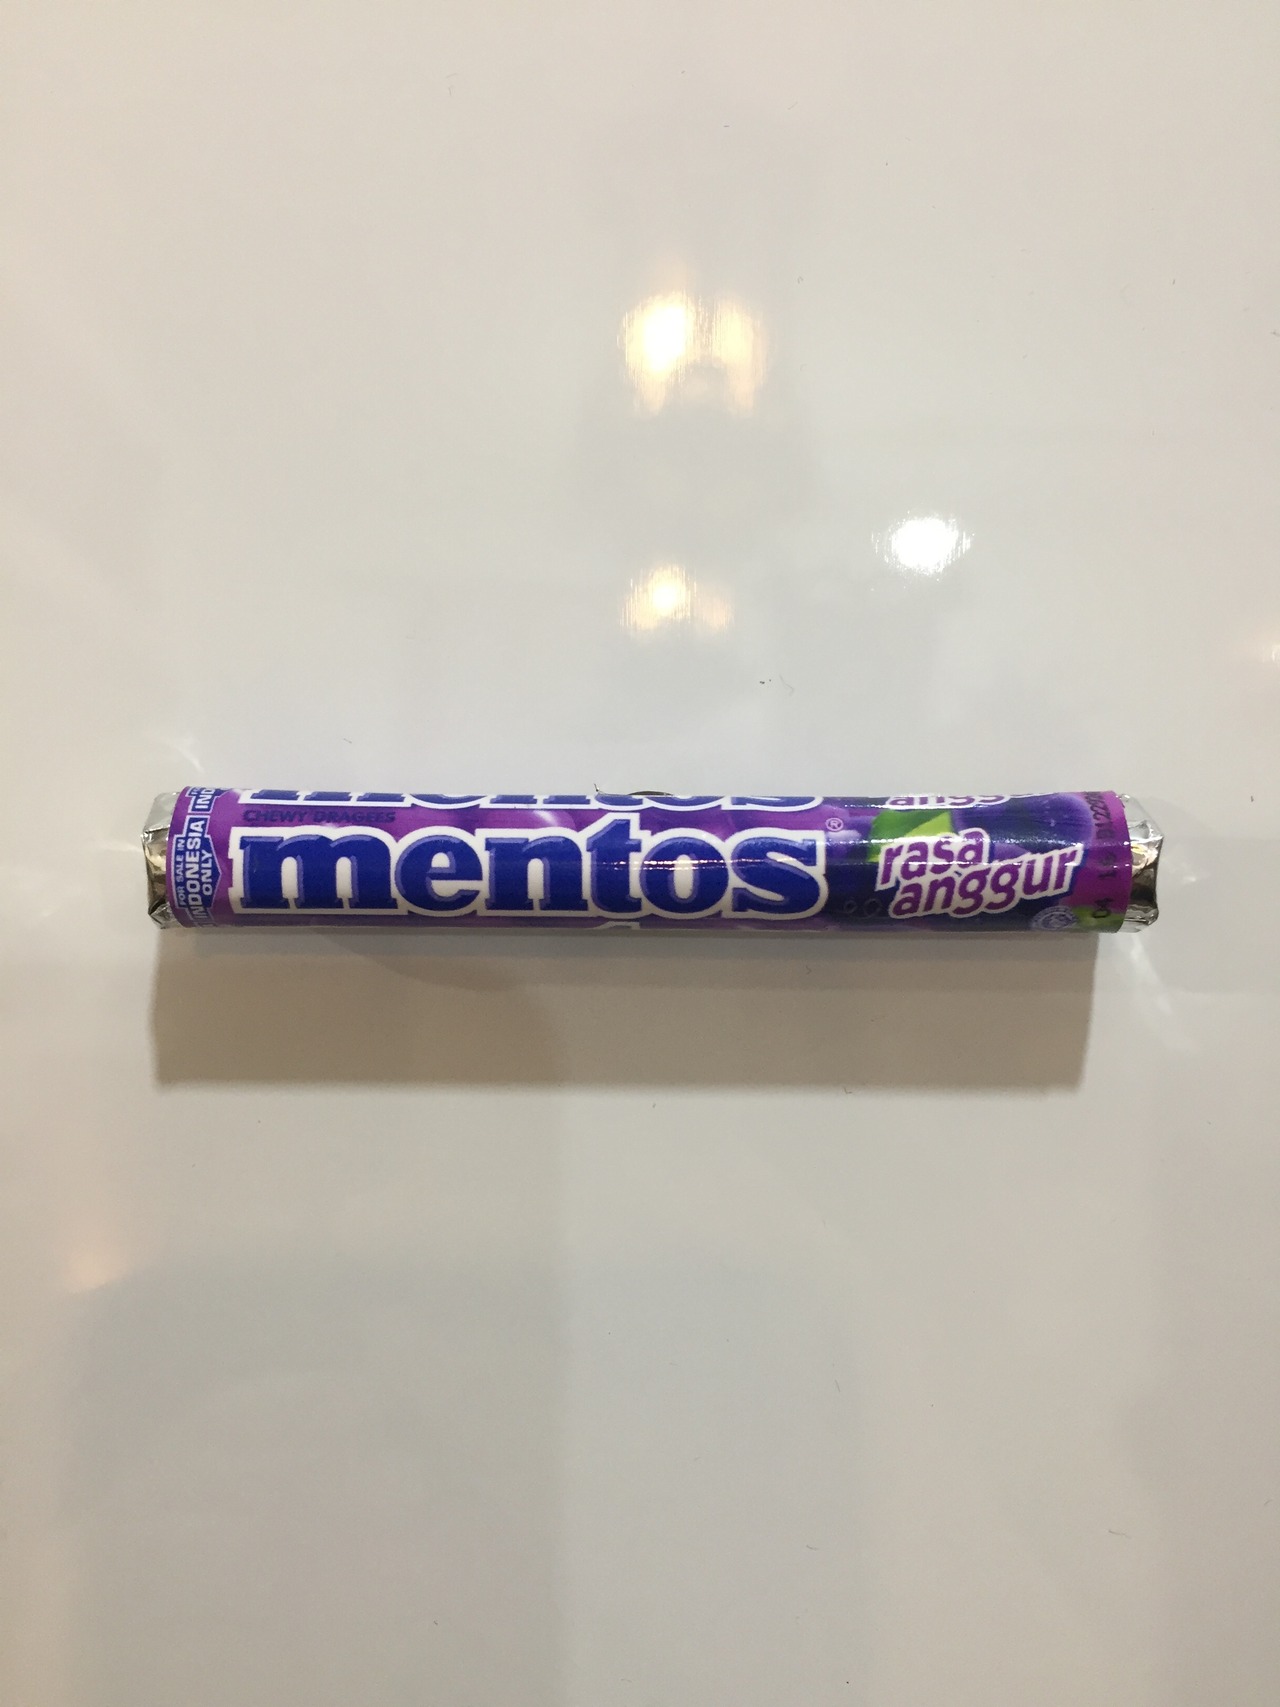 FOR SALE IN
INDONESIA
ONLY
CHEWY DRAGEES
mentos®
rasa
anggur